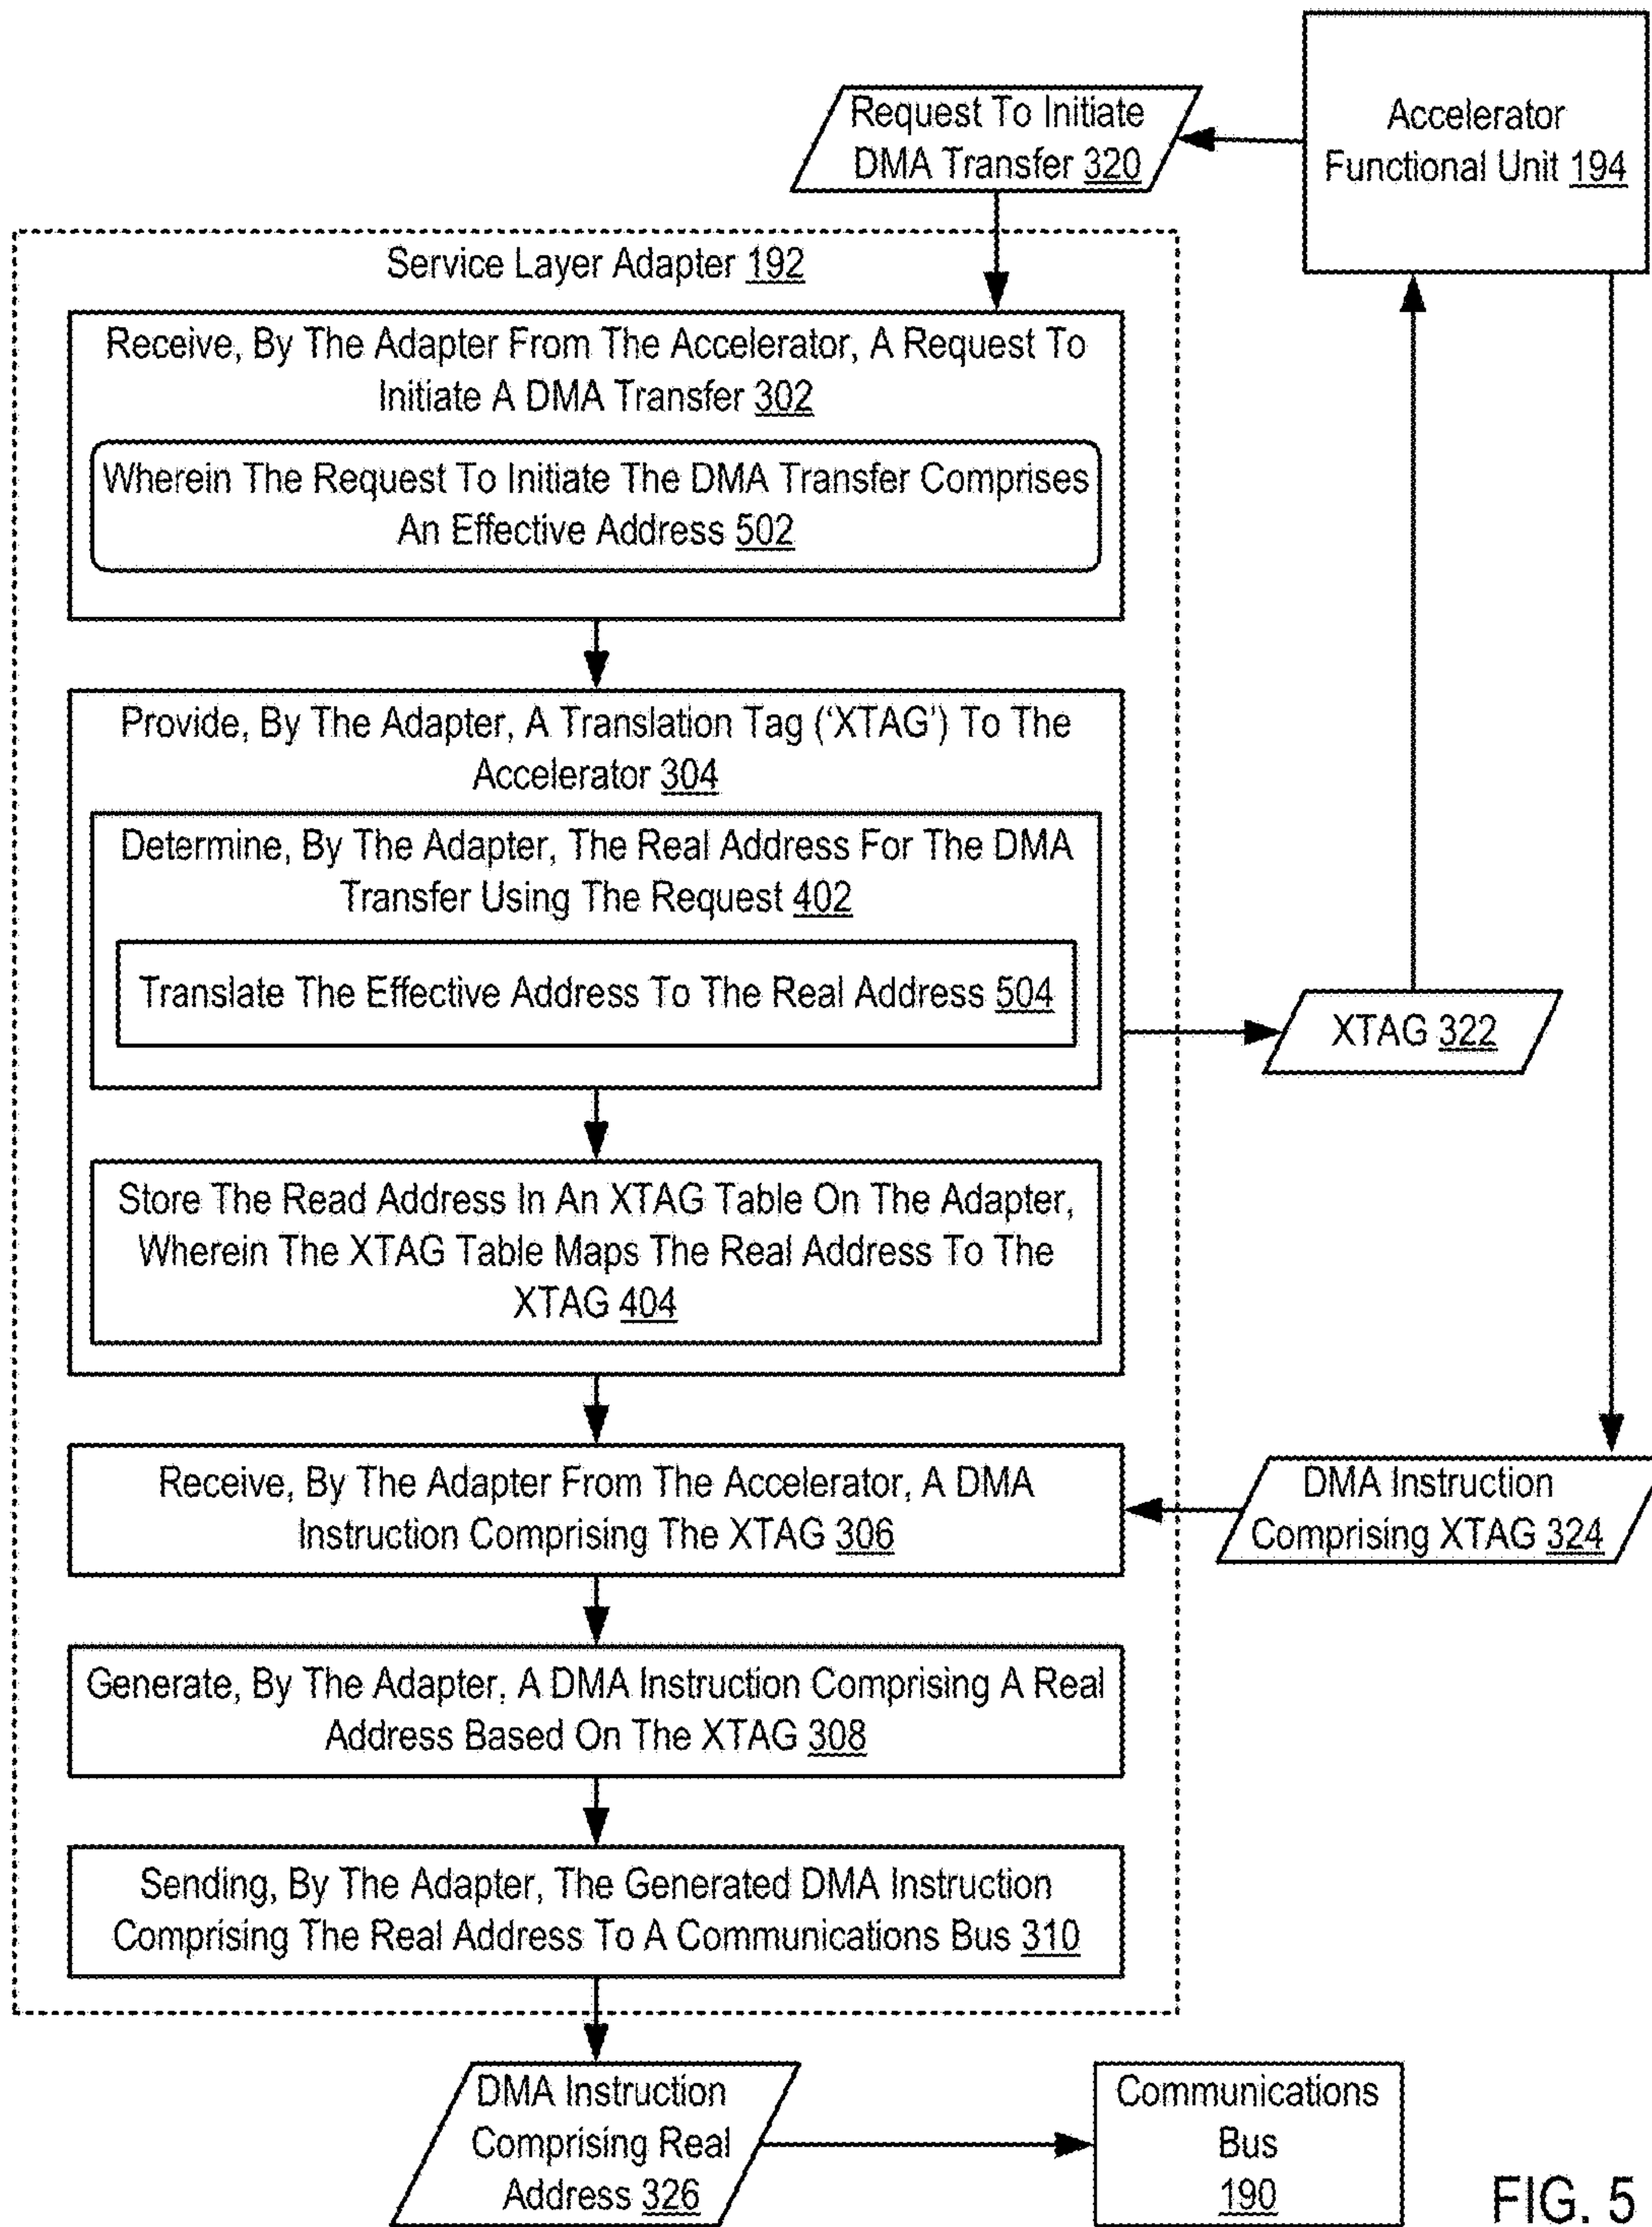 Request To Initiate
DMA Transfer 320
Accelerator
Functional Unit 194
Service Layer Adapter 192
Receive, By The Adapter From The Accelerator, A Request To
Initiate A DMA Transfer 302
Wherein The Request To Initiate The DMA Transfer Comprises
An Effective Address 502
Provide, By The Adapter, A Translation Tag ('XTAG') To The
Accelerator 304
Determine, By The Adapter, The Real Address For The DMA
Transfer Using The Request 402
Translate The Effective Address To The Real Address 504
XTAG 322
Store The Read Address In An XTAG Table On The Adapter,
Wherein The XTAG Table Maps The Real Address To The
XTAG 404
Receive, By The Adapter From The Accelerator, A DMA
Instruction Comprising The XTAG 306
DMA Instruction
Comprising XTAG 324
Generate, By The Adapter, A DMA Instruction Comprising A Real
Address Based On The XTAG 308
Sending, By The Adapter, The Generated DMA Instruction
Comprising The Real Address To A Communications Bus 310
DMA Instruction
Comprising Real
Address 326
Communications
Bus
190
FIG. 5